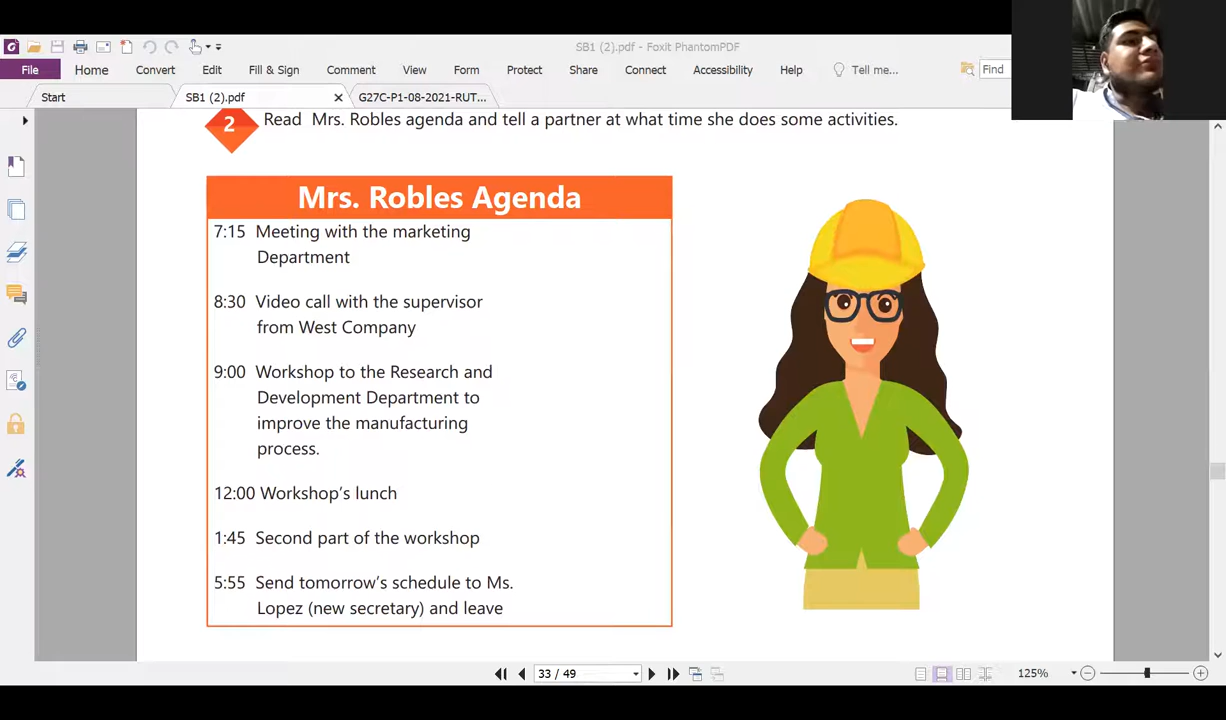 SB1 (2).pdf - Foxit PhantomPDF
File Home Convert Edit Fill & Sign Comment View Form Protect Share Connect Accessibility Help Tell me... Find
Start SB1 (2).pdf G27C-P1-08-2021-RUT...
2 Read Mrs. Robles agenda and tell a partner at what time she does some activities.
Mrs. Robles Agenda
7:15 Meeting with the marketing
Department
8:30 Video call with the supervisor
from West Company
9:00 Workshop to the Research and
Development Department to
improve the manufacturing
process.
12:00 Workshop's lunch
1:45 Second part of the workshop
5:55 Send tomorrow's schedule to Ms.
Lopez (new secretary) and leave
33 / 49 125%